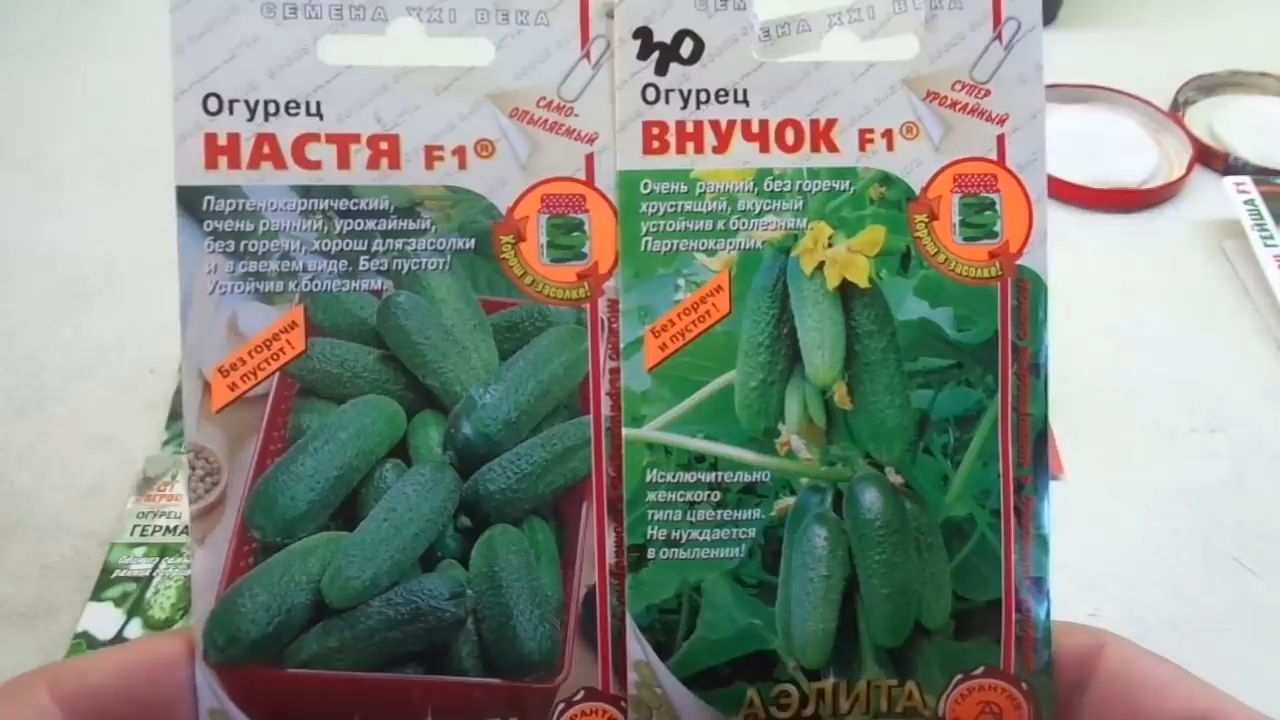 СЕМЕНА XXI ВЕКА
Огурец
НАСТЯ F1®
САМО-
ОПЫЛЯЕМЫЙ
Партенокарпический,
очень ранний, урожайный,
без горечи, хорош для засолки
и в свежем виде. Без пустот!
Устойчив к болезням.
Хорош в засолке!
Без горечи
и пустот!
ЕНА XXI ВЕКА
30
Огурец
ВНУЧОК F1®
СУПЕР
УРОЖАЙНЫЙ
Очень ранний, без горечи,
хрустящий, вкусный
устойчив к болезням.
Партенокарпик
Хорош в засолке!
Без горечи
и пустот!
Исключительно
женского
типа цветения.
Не нуждается
в опылении!
АЭЛИТА
ГАРАНТИЯ
ОГУРЕЦ
ГЕРМА
ГЕЙША F1